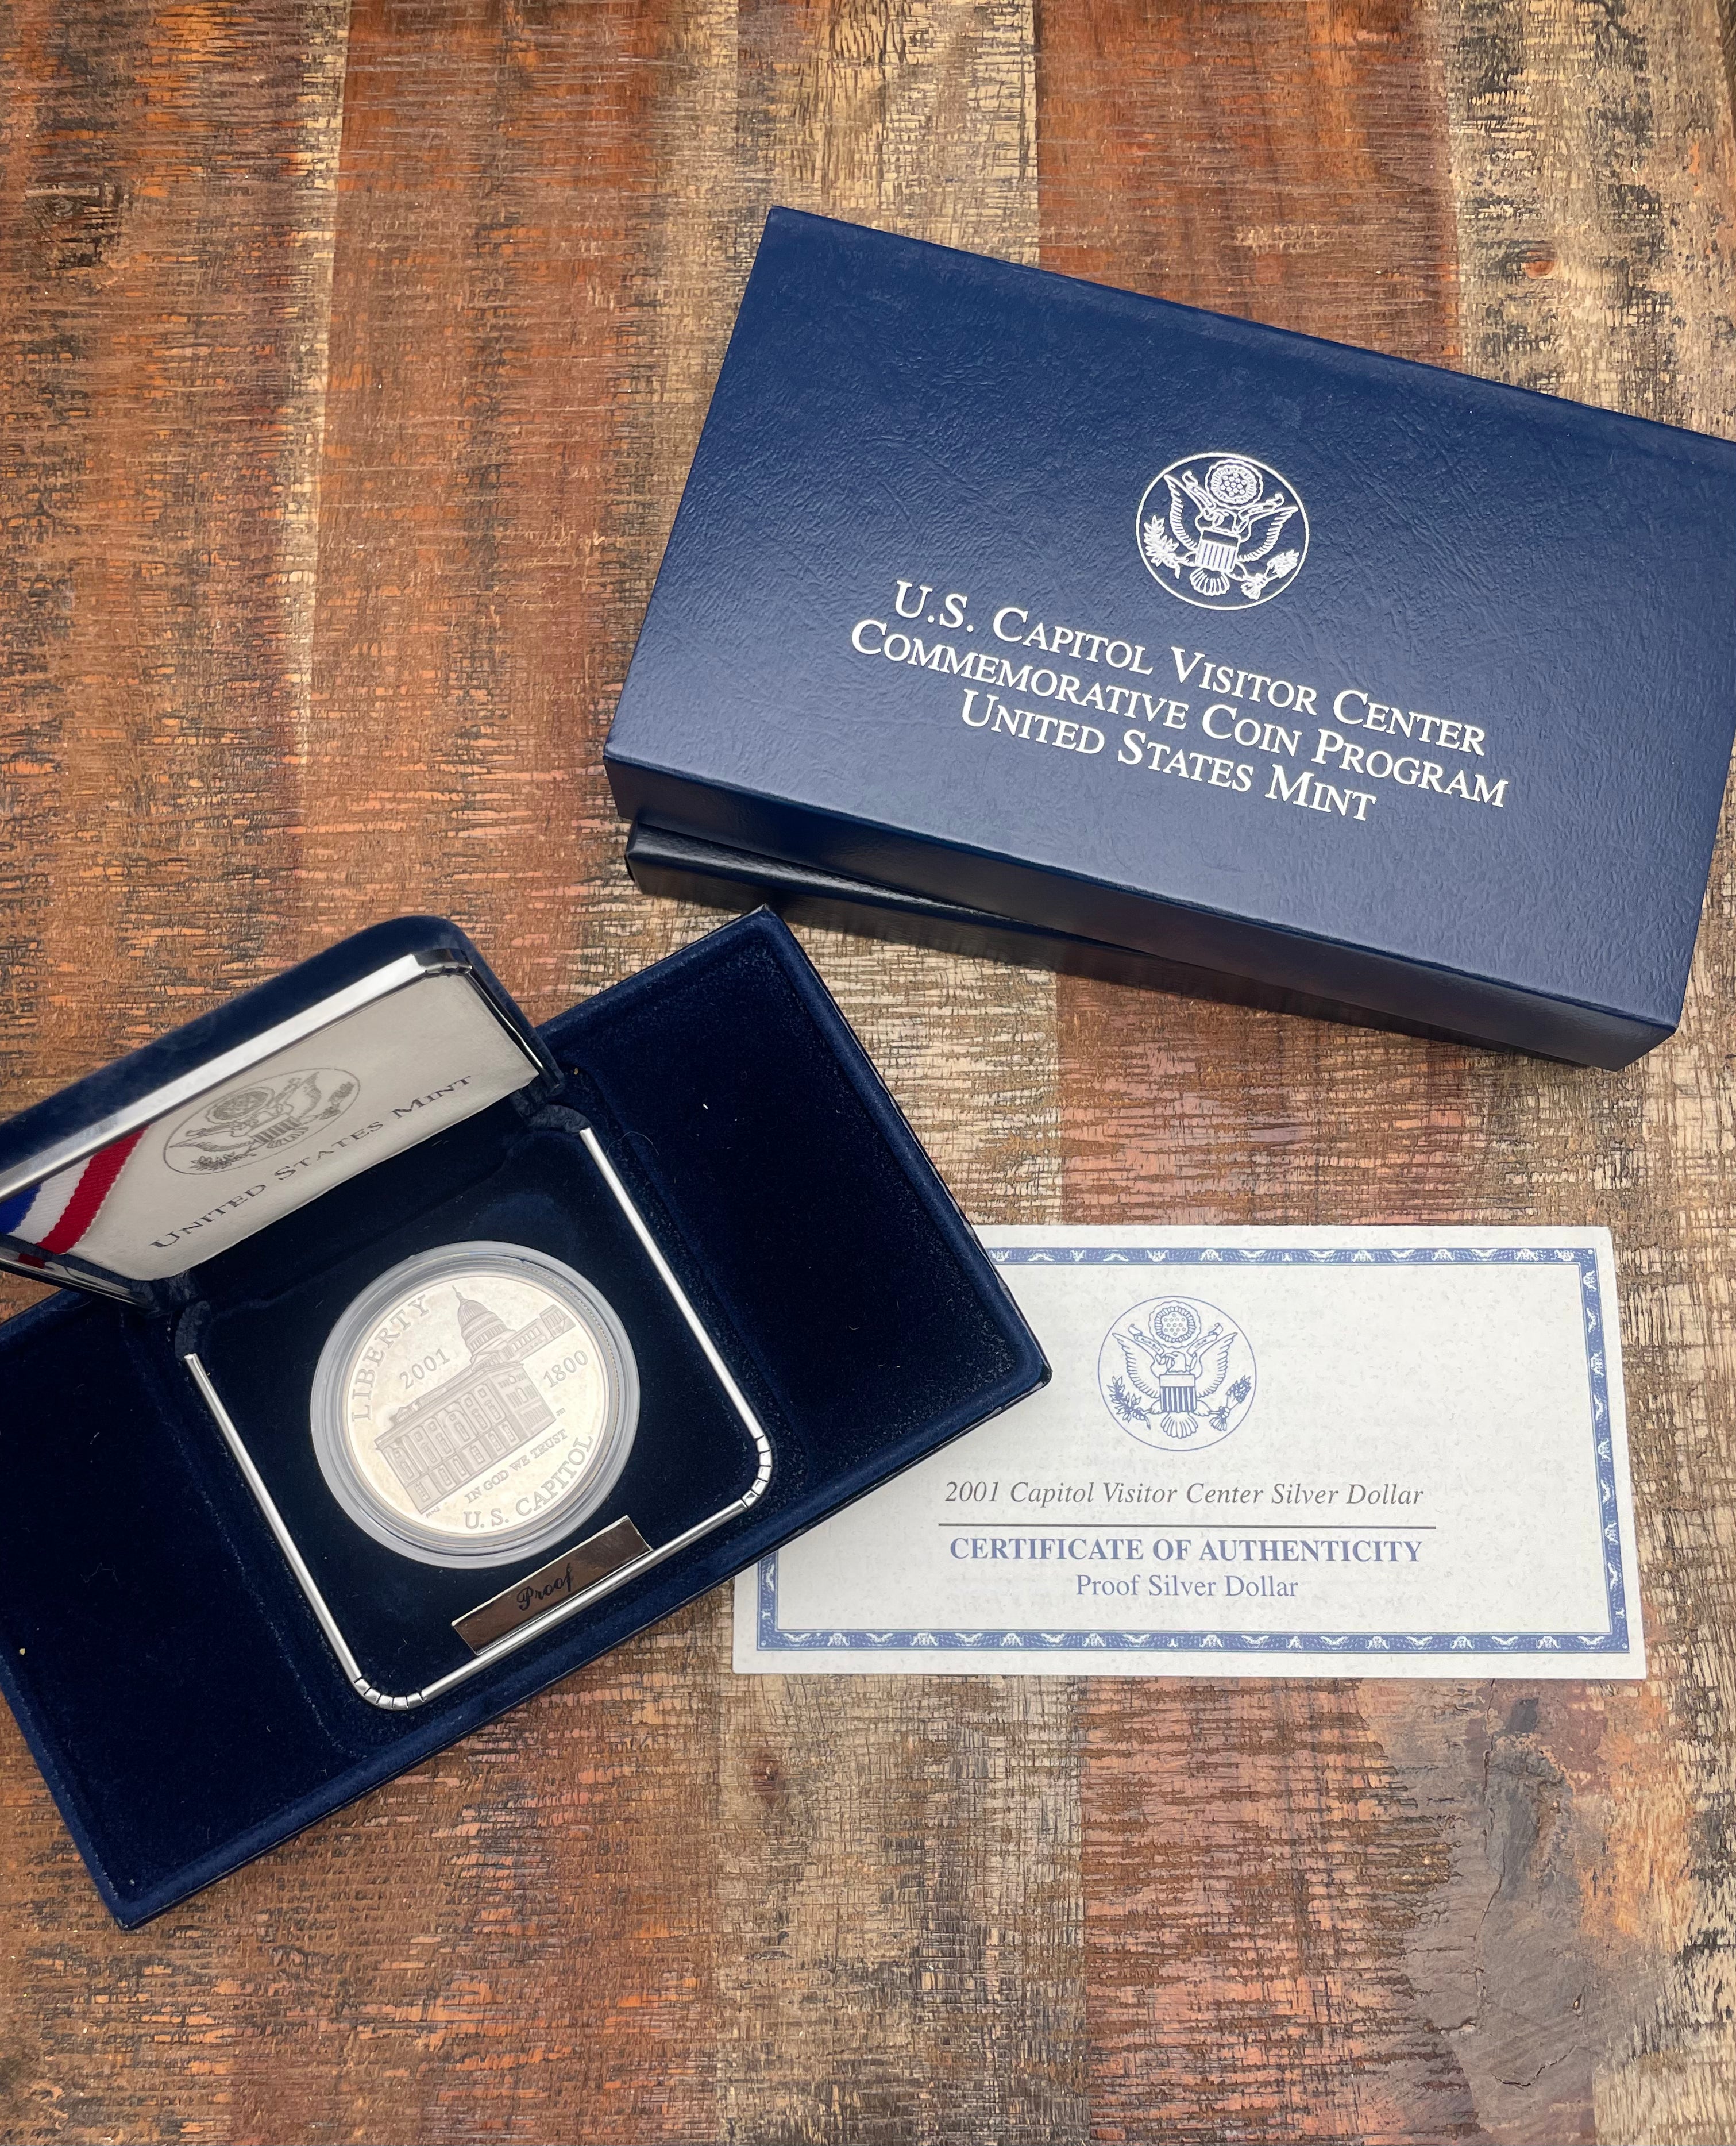 U.S. Capitol Visitor Center
Commemorative Coin Program
United States Mint
United States Mint
LIBERTY
2001
1800
IN GOD WE TRUST
U.S. CAPITOL
Proof
2001 Capitol Visitor Center Silver Dollar
CERTIFICATE OF AUTHENTICITY
Proof Silver Dollar